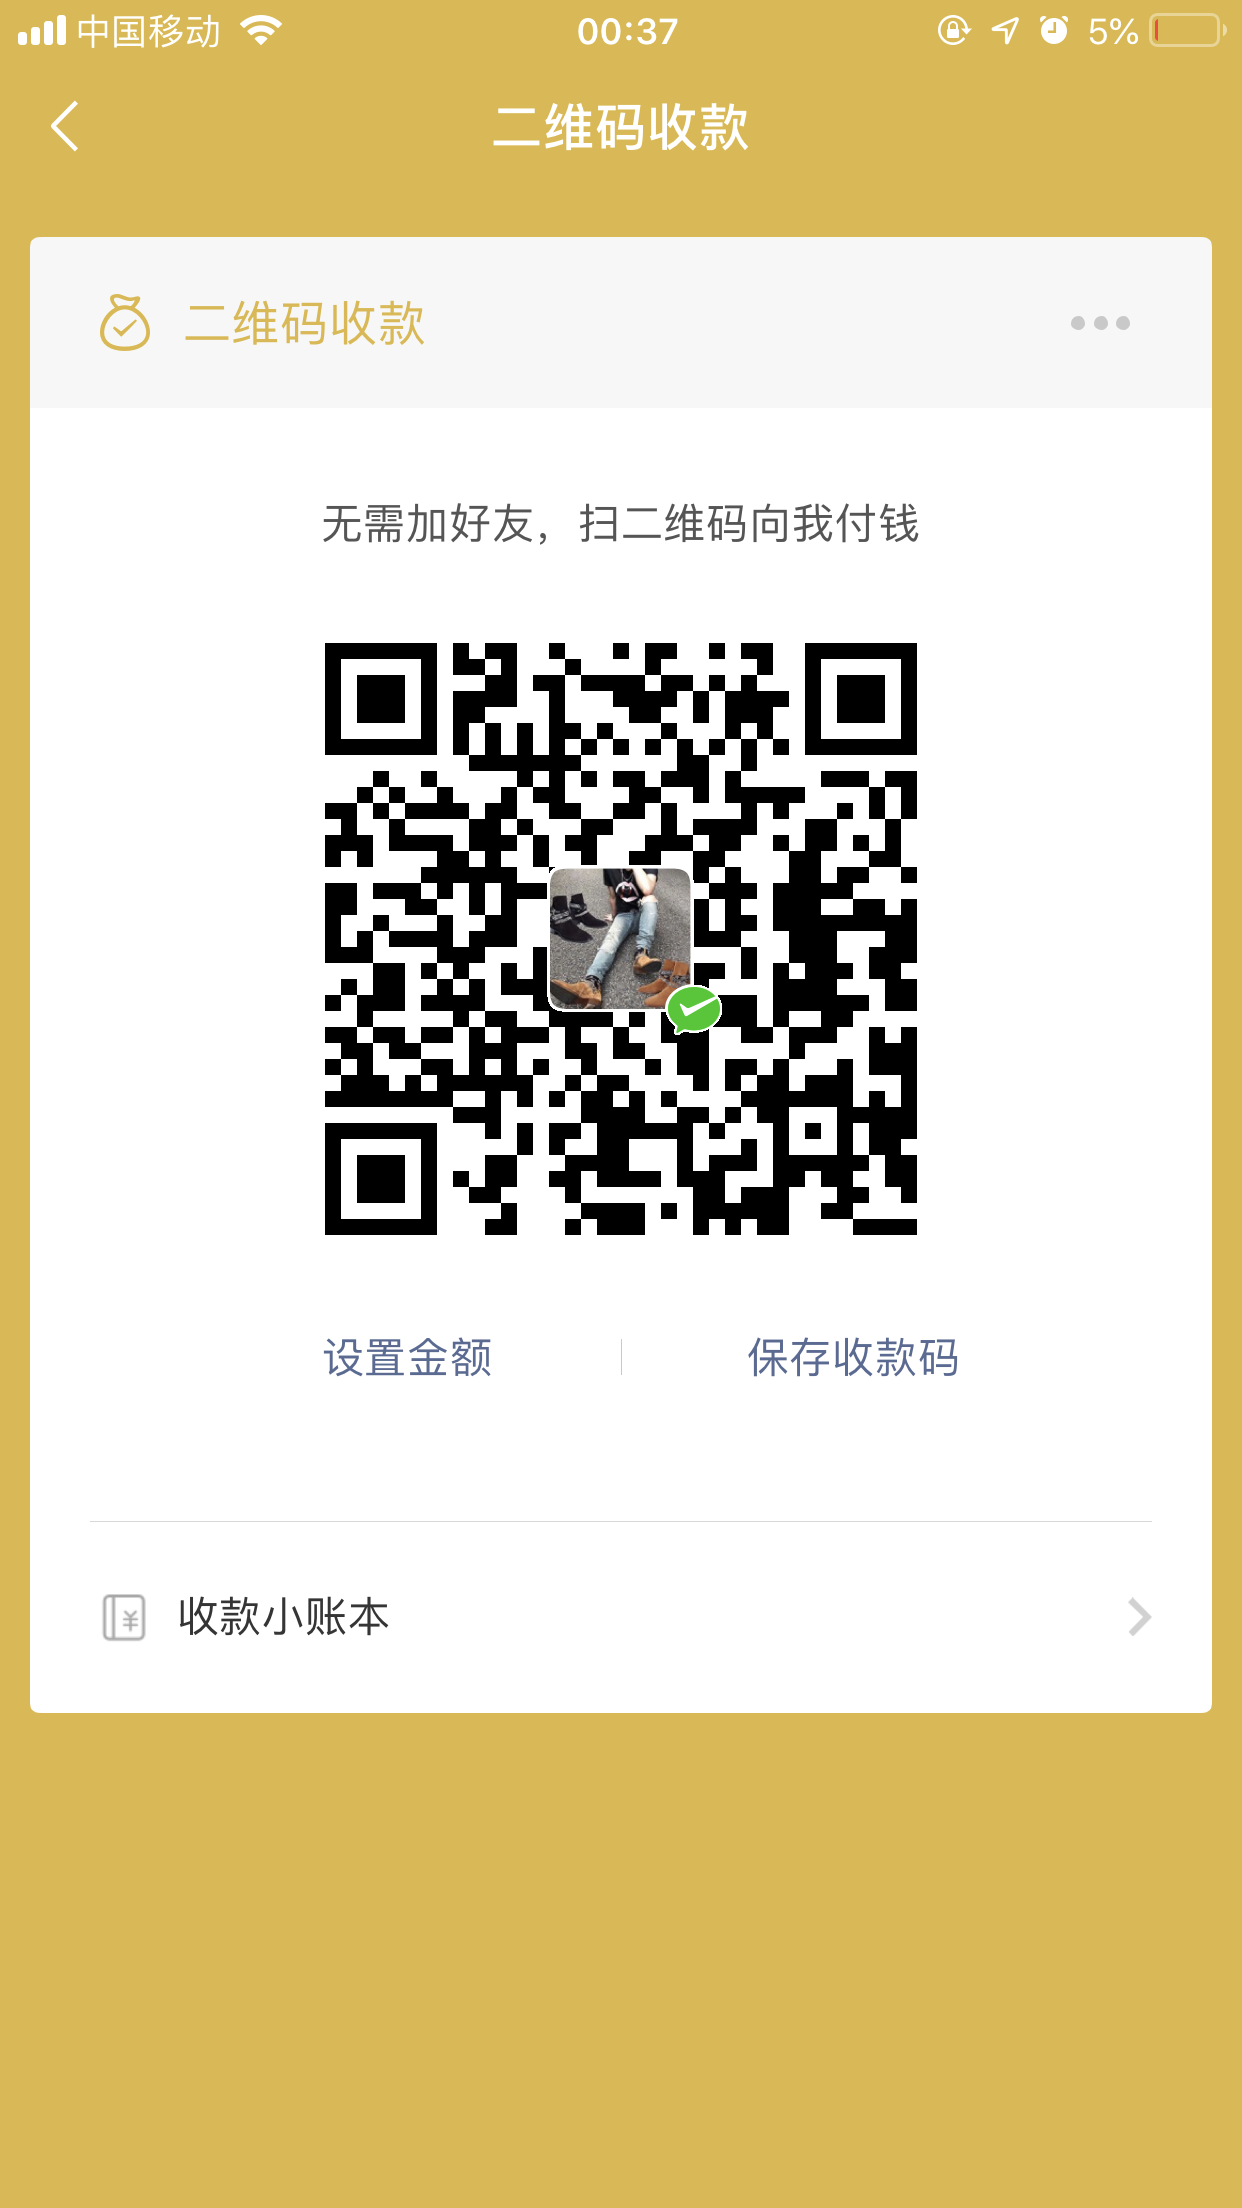 中国移动 00:37 5%
二维码收款
二维码收款
无需加好友，扫二维码向我付钱
设置金额 保存收款码
收款小账本